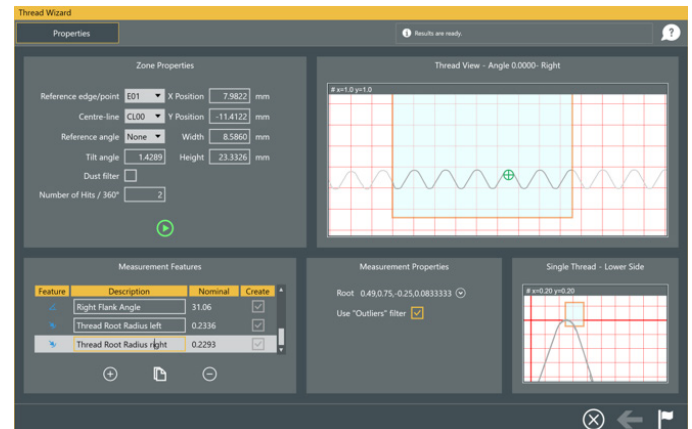 Thread Wizard
Properties
Results are ready.
Zone Properties
Reference edge/point E01 X Position 7.9822 mm
Centre-line CL00 Y Position -11.4122 mm
Reference angle None Width 8.5860 mm
Tilt angle 1.4289 Height 23.3326 mm
Dust filter
Number of Hits / 360° 2
Thread View - Angle 0.0000- Right
# x=1.0 y=1.0
Measurement Features
Feature Description Nominal Create
Right Flank Angle 31.06
Thread Root Radius left 0.2336
Thread Root Radius right 0.2293
Measurement Properties
Root 0.49,0.75,-0.25,0.0833333
Use "Outliers" filter
Single Thread - Lower Side
# x=0.20 y=0.20